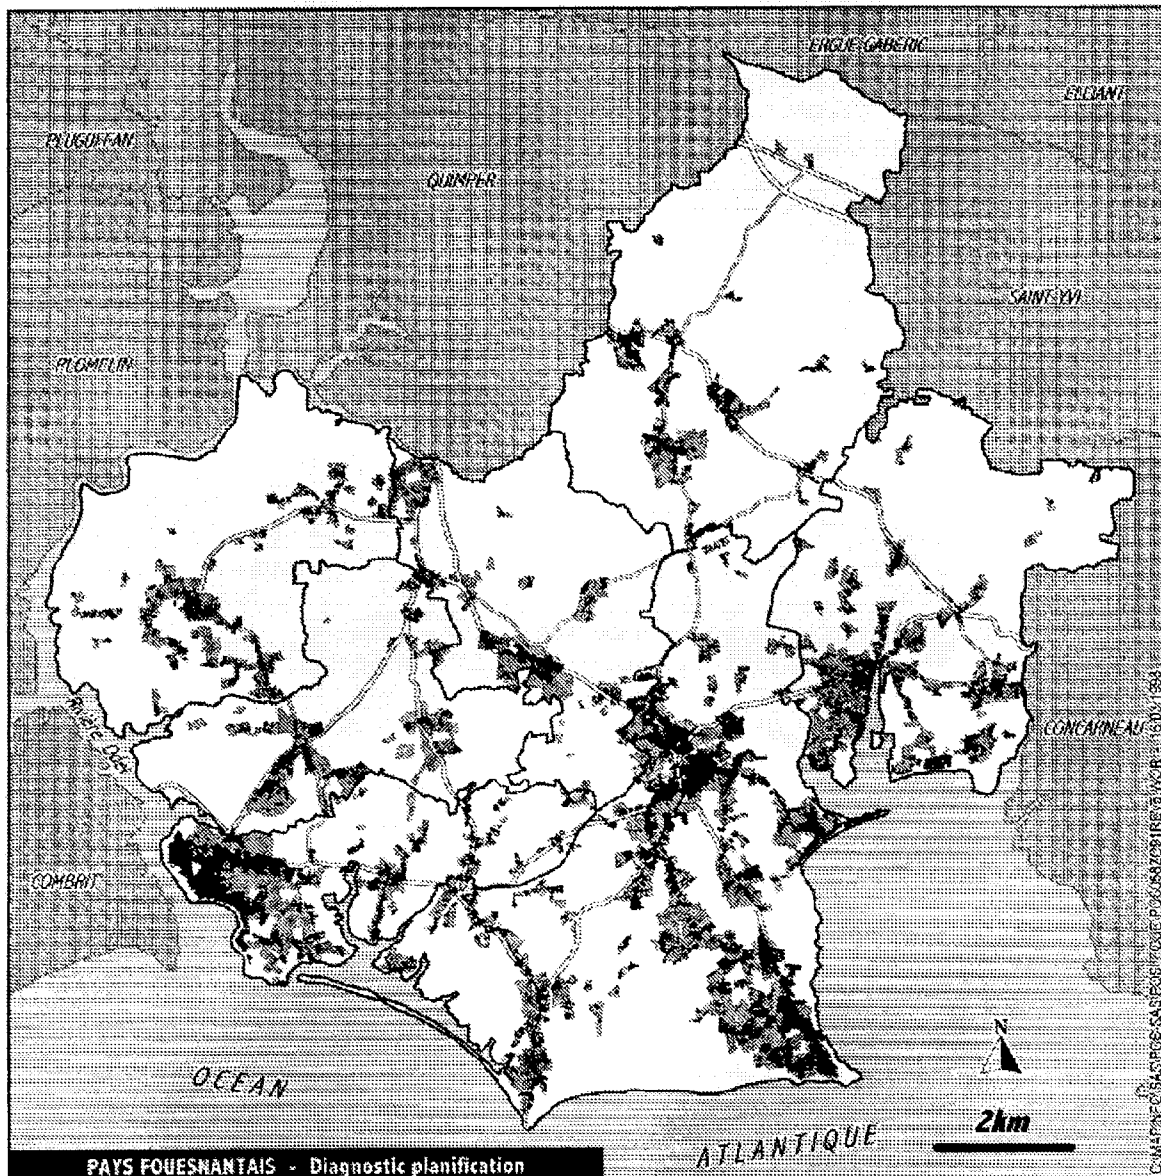 ERGUE-GABERIC
ELLIANT
PLUGUFFAN
QUIMPER
SAINT-YVI
PLOMELIN
CONCARNEAU
COMBRIT
N
OCEAN
2km
ATLANTIQUE
PAYS FOUESNANTAIS - Diagnostic planification